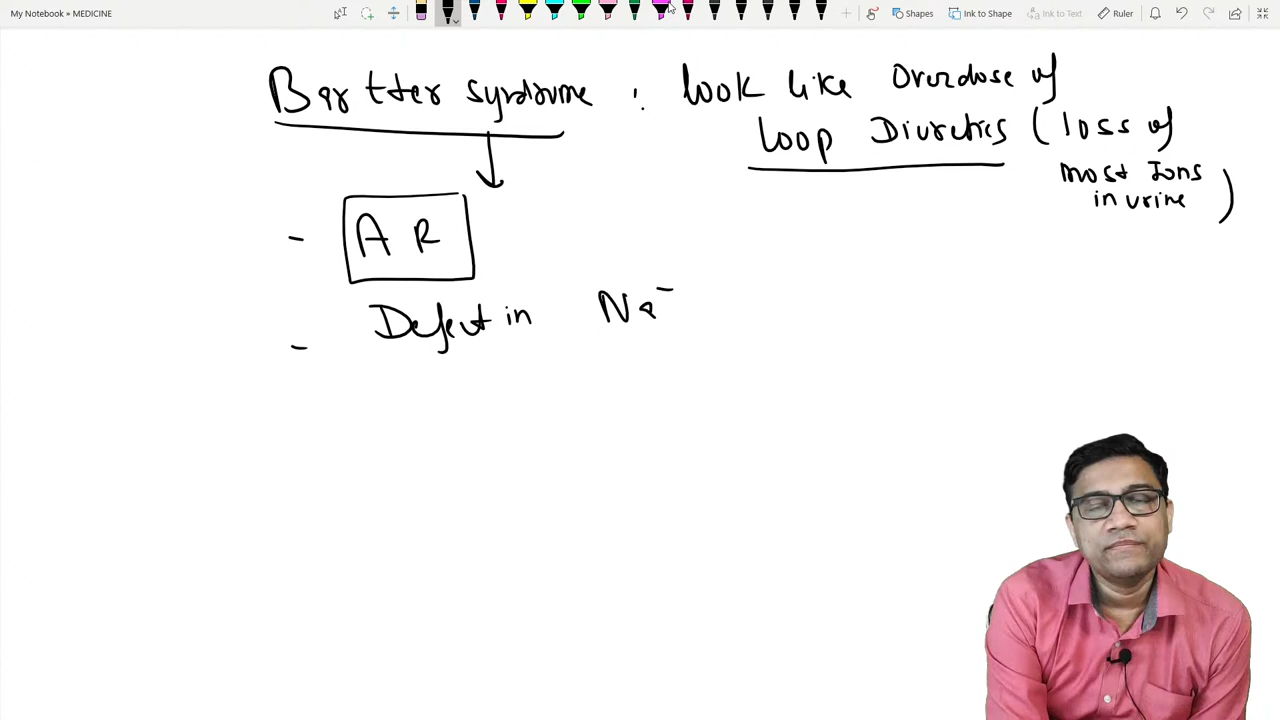 My Notebook » MEDICINE
Shapes Ink to Shape Ink to Text Ruler
Bartter syndrome : look like Overdose of
loop Diuretics (loss of
most Ions
in urine)
- AR
- Defect in Na⁻